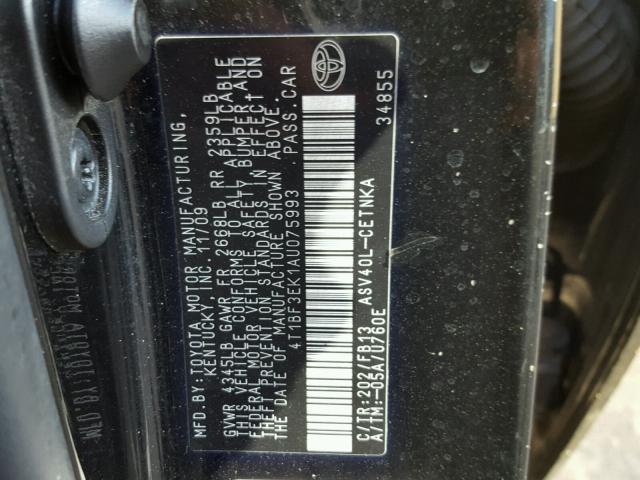 MFD.BY:TOYOTA MOTOR MANUFACTURING,
KENTUCKY, INC. 11/09
GVWR 4345LB GAWR FR 2688LB RR 2359LB
THIS VEHICLE CONFORMS TO ALL APPLICABLE
FEDERAL MOTOR VEHICLE SAFETY, BUMPER, AND
THEFT PREVENTION STANDARDS IN EFFECT ON
THE DATE OF MANUFACTURE SHOWN ABOVE.
4T1BF3EK1AU075993 PASS.CAR
C/TR:202/FB13 ASV40L-CETNKA
A/TM:-05A/U760E 34855